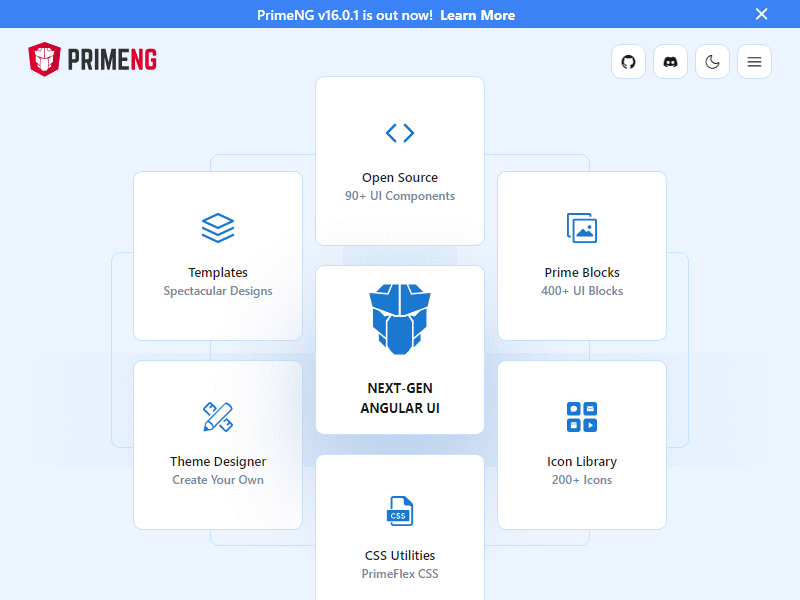 PrimeNG v16.0.1 is out now! Learn More
PRIMENG
Open Source
90+ UI Components
Templates
Spectacular Designs
Prime Blocks
400+ UI Blocks
NEXT-GEN
ANGULAR UI
Theme Designer
Create Your Own
Icon Library
200+ Icons
CSS
CSS Utilities
PrimeFlex CSS